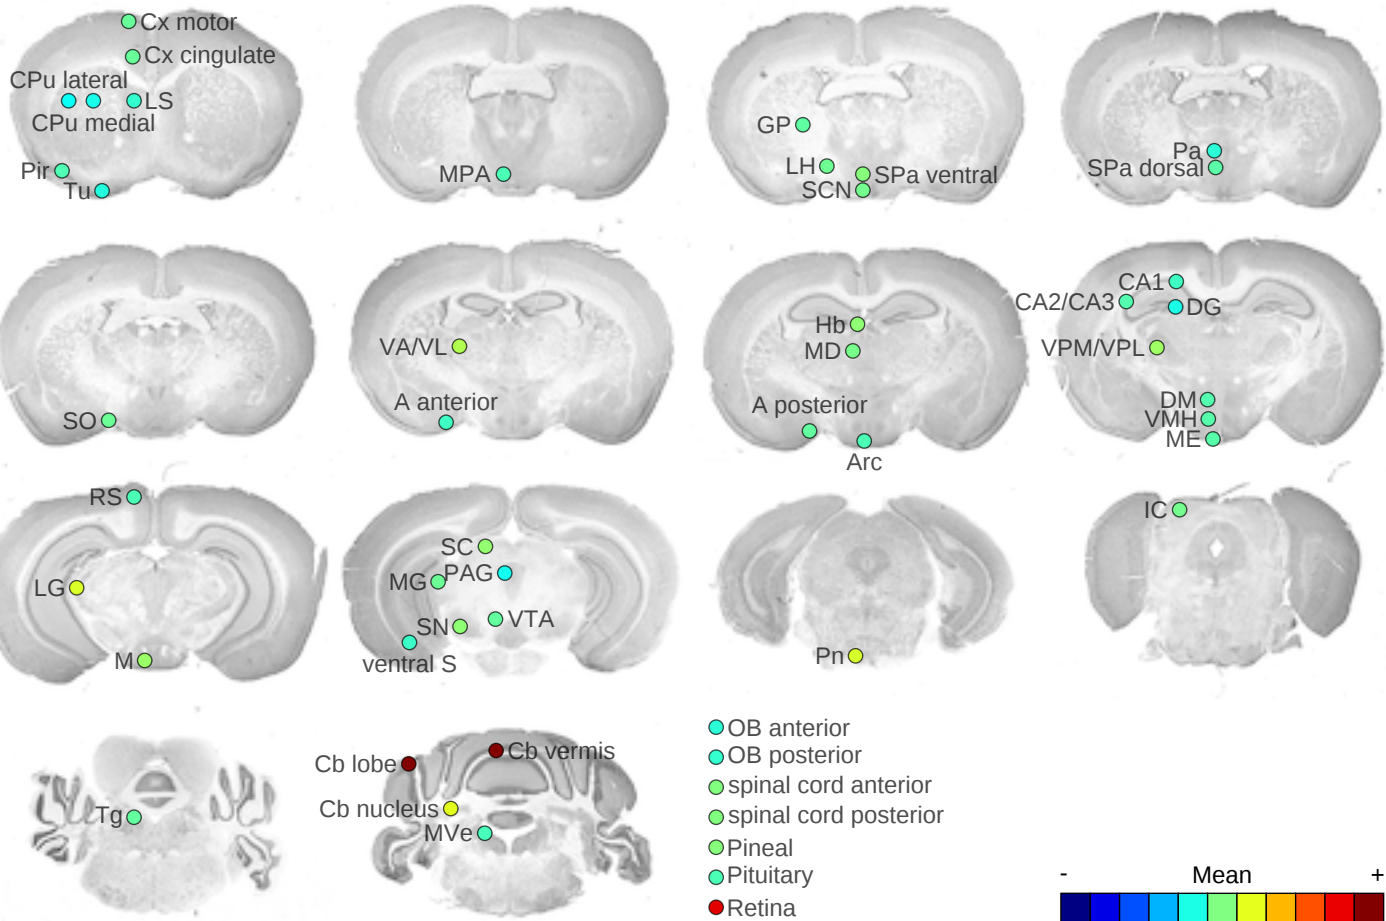 Cx motor
Cx cingulate
CPu lateral
LS
CPu medial
Pir
Tu
MPA
GP
LH
SPa ventral
SCN
Pa
SPa dorsal
SO
VA/VL
A anterior
Hb
MD
A posterior
Arc
CA1
CA2/CA3
DG
VPM/VPL
DM
VMH
ME
RS
LG
M
SC
PAG
MG
SN
VTA
ventral S
Pn
IC
Tg
Cb lobe
Cb vermis
Cb nucleus
MVe
OB anterior
OB posterior
spinal cord anterior
spinal cord posterior
Pineal
Pituitary
Retina
- Mean +